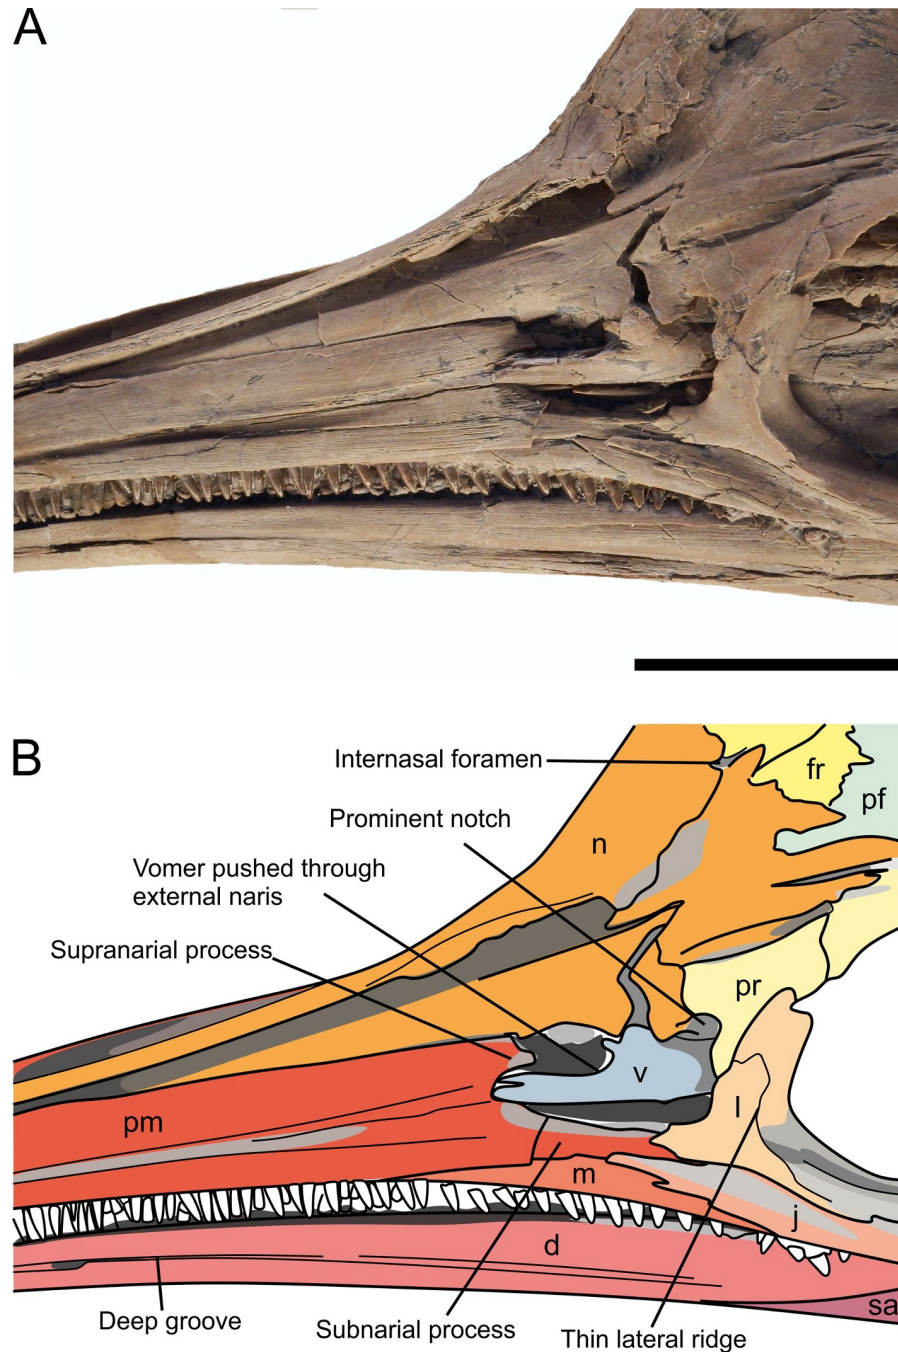 A
B
Internasal foramen
fr
pf
Prominent notch
n
Vomer pushed through
external naris
Supranarial process
pr
v
pm
l
m
j
d
sa
Deep groove
Subnarial process
Thin lateral ridge